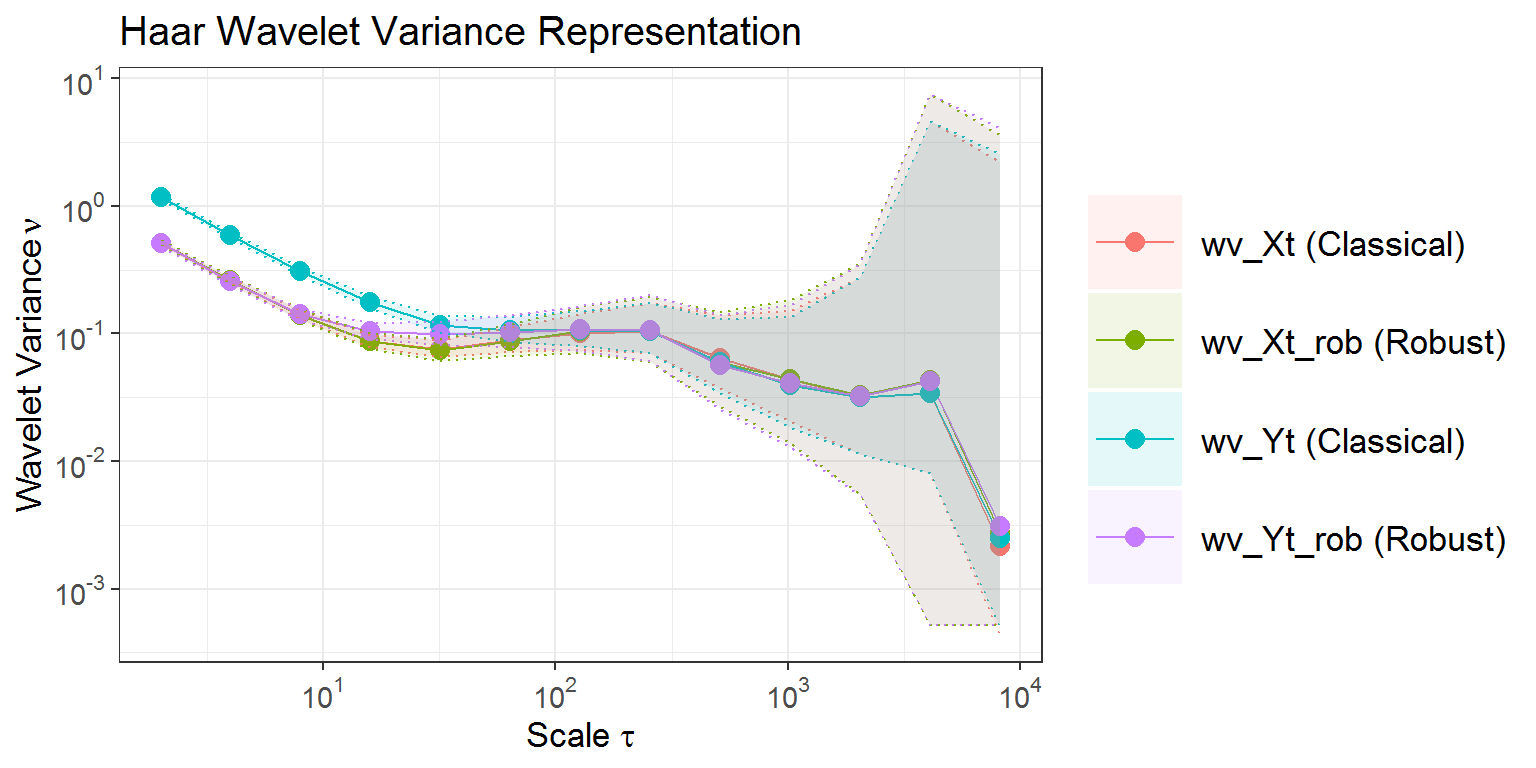 Haar Wavelet Variance Representation
Wavelet Variance ν
10^1
10^0
10^-1
10^-2
10^-3
10^1
10^2
10^3
10^4
Scale τ
wv_Xt (Classical)
wv_Xt_rob (Robust)
wv_Yt (Classical)
wv_Yt_rob (Robust)